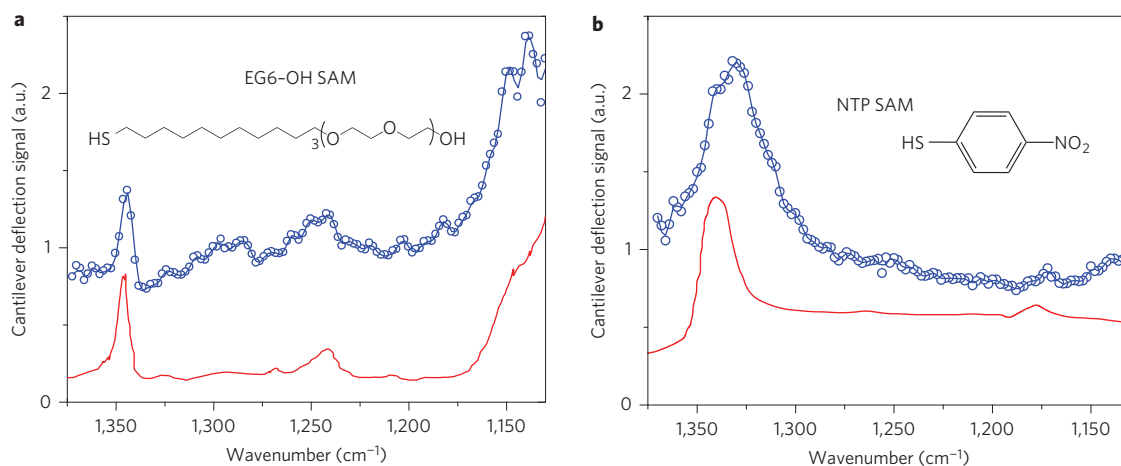 a
Cantilever deflection signal (a.u.)
2
1
0
EG6–OH SAM
HS
3
(
O
O
)
OH
1,350
1,300
1,250
1,200
1,150
Wavenumber (cm⁻¹)
b
Cantilever deflection signal (a.u.)
2
1
0
NTP SAM
HS
NO₂
1,350
1,300
1,250
1,200
1,150
Wavenumber (cm⁻¹)